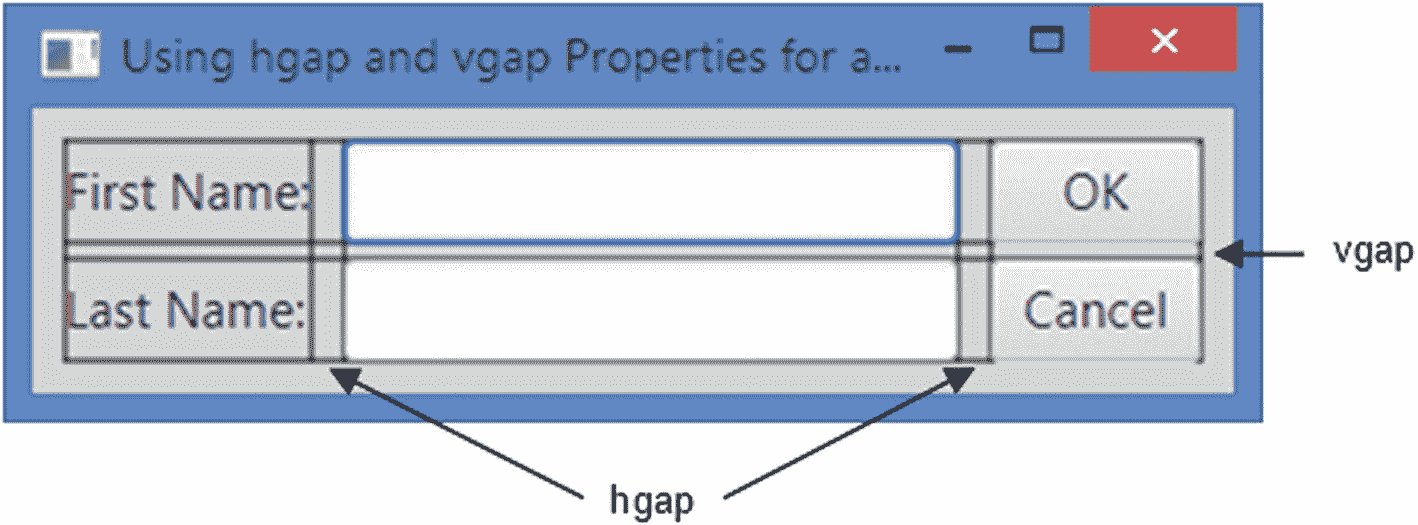 Using hgap and vgap Properties for a...
First Name:
OK
vgap
Last Name:
Cancel
hgap